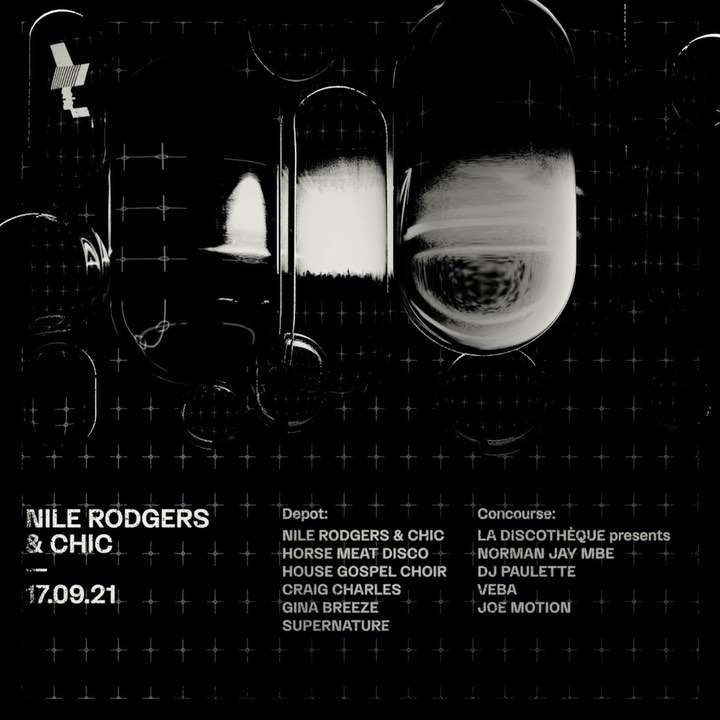 NILE RODGERS
& CHIC
—
17.09.21
Depot:
NILE RODGERS & CHIC
HORSE MEAT DISCO
HOUSE GOSPEL CHOIR
CRAIG CHARLES
GINA BREEZE
SUPERNATURE
Concourse:
LA DISCOTHÈQUE presents
NORMAN JAY MBE
DJ PAULETTE
VEBA
JOE MOTION